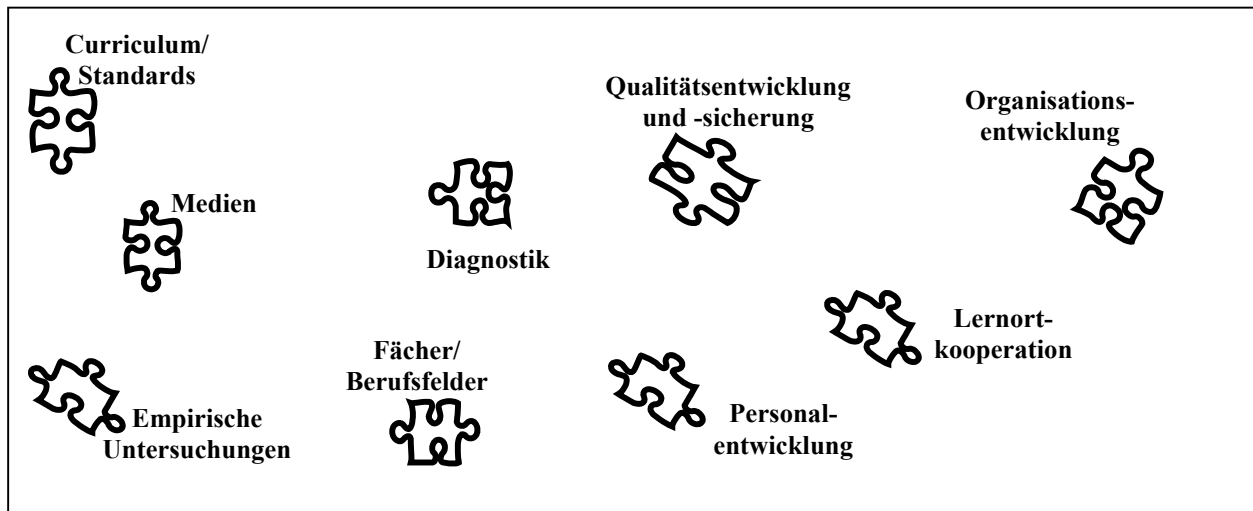 Curriculum/
Standards
Qualitätsentwicklung
und -sicherung
Organisations-
entwicklung
Medien
Diagnostik
Lernort-
kooperation
Fächer/
Berufsfelder
Empirische
Untersuchungen
Personal-
entwicklung